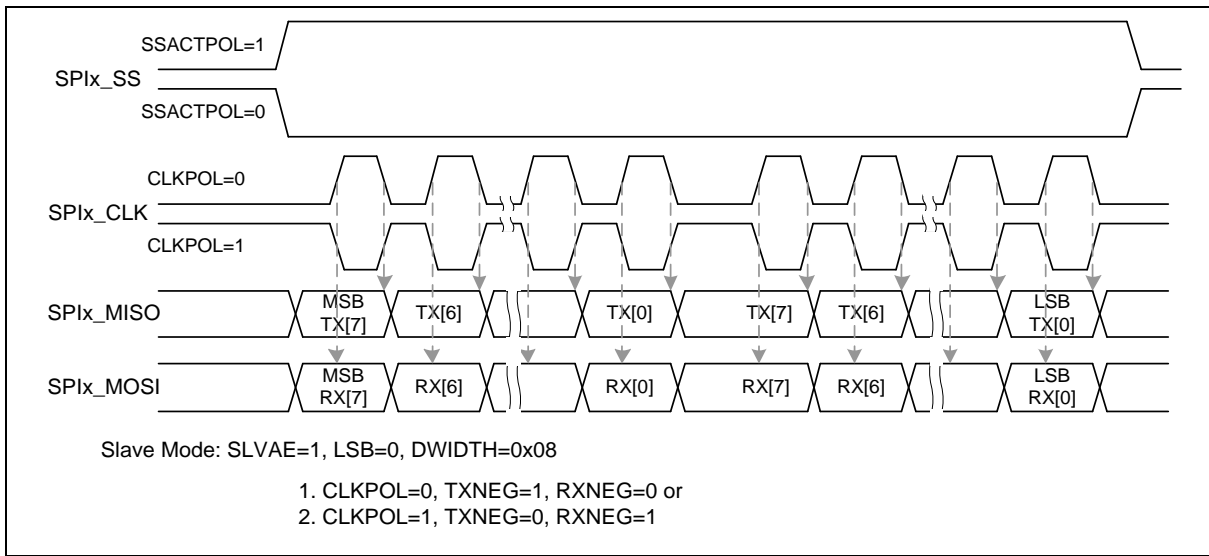 SSACTPOL=1
SPIx_SS
SSACTPOL=0
CLKPOL=0
SPIx_CLK
CLKPOL=1
SPIx_MISO
MSB
TX[7]
TX[6]
TX[0]
TX[7]
TX[6]
LSB
TX[0]
SPIx_MOSI
MSB
RX[7]
RX[6]
RX[0]
RX[7]
RX[6]
LSB
RX[0]
Slave Mode: SLVAE=1, LSB=0, DWIDTH=0x08
1. CLKPOL=0, TXNEG=1, RXNEG=0 or
2. CLKPOL=1, TXNEG=0, RXNEG=1